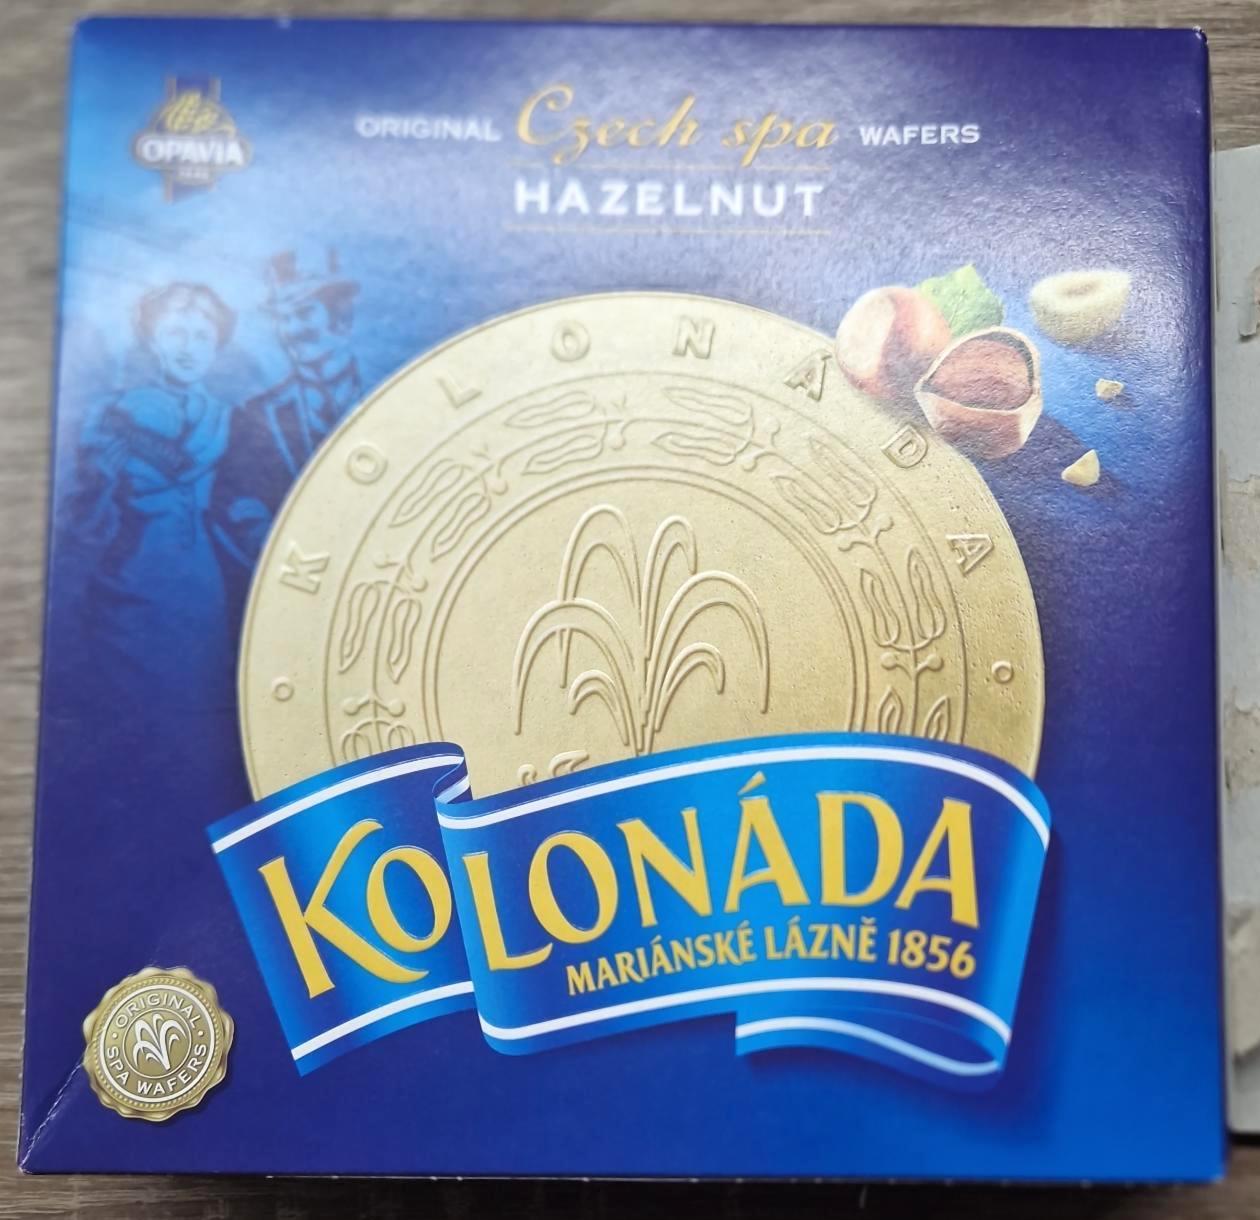 OPAVIA
ORIGINAL Czech spa WAFERS
HAZELNUT
KOLONÁDA
KOLONÁDA
MARIÁNSKÉ LÁZNĚ 1856
ORIGINAL
SPA WAFERS